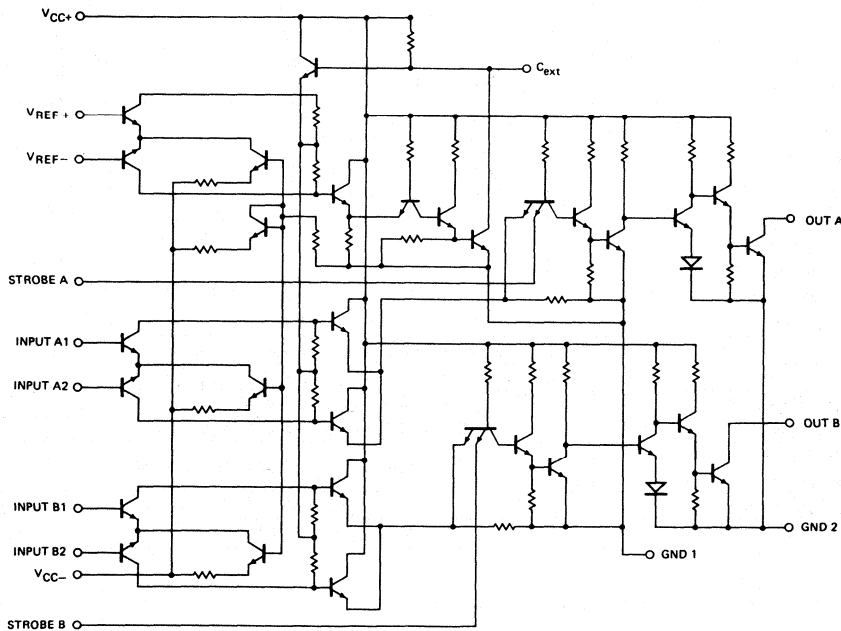 VCC+
Cext
VREF +
VREF-
OUT A
STROBE A
INPUT A1
INPUT A2
OUT B
INPUT B1
INPUT B2
GND 2
GND 1
VCC-
STROBE B